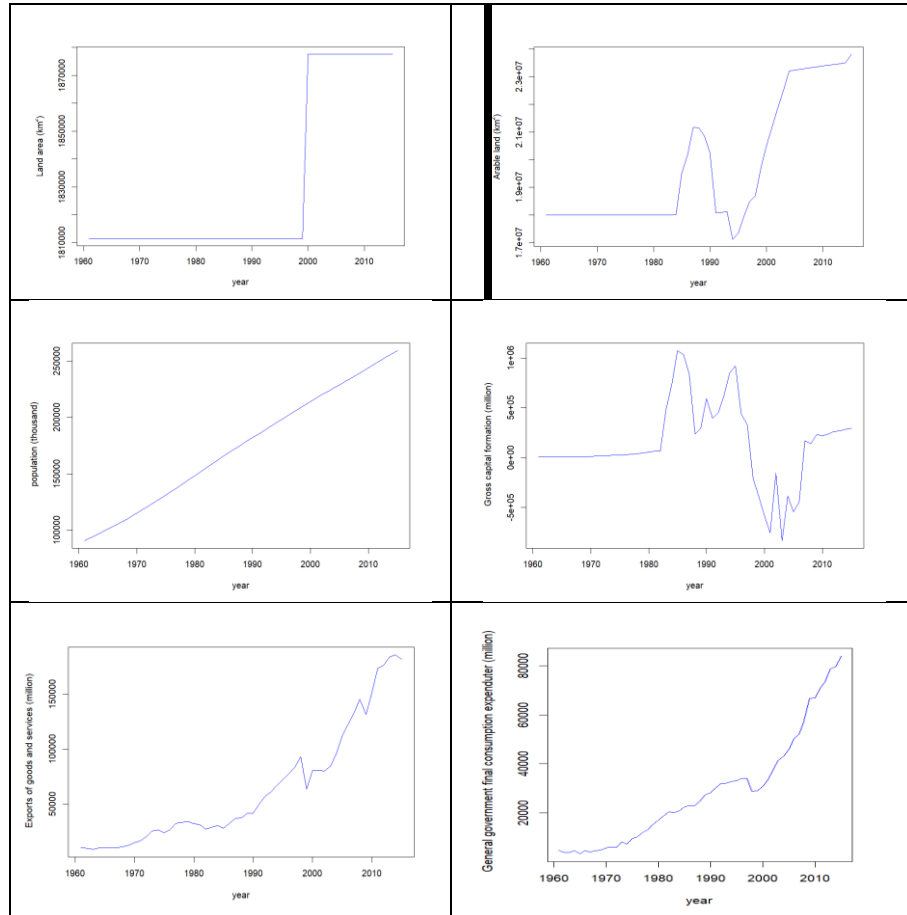 Land area (km²)
1810000 1830000 1850000 1870000
1960 1970 1980 1990 2000 2010
year
Arable land (km²)
1.7e+07 1.9e+07 2.1e+07 2.3e+07
1960 1970 1980 1990 2000 2010
year
population (thousand)
100000 150000 200000 250000
1960 1970 1980 1990 2000 2010
year
Gross capital formation (million)
-5e+05 0e+00 5e+05 1e+06
1960 1970 1980 1990 2000 2010
year
Exports of goods and services (million)
50000 100000 150000
1960 1970 1980 1990 2000 2010
year
General government final consumption expenduter (million)
20000 40000 60000 80000
1960 1970 1980 1990 2000 2010
year